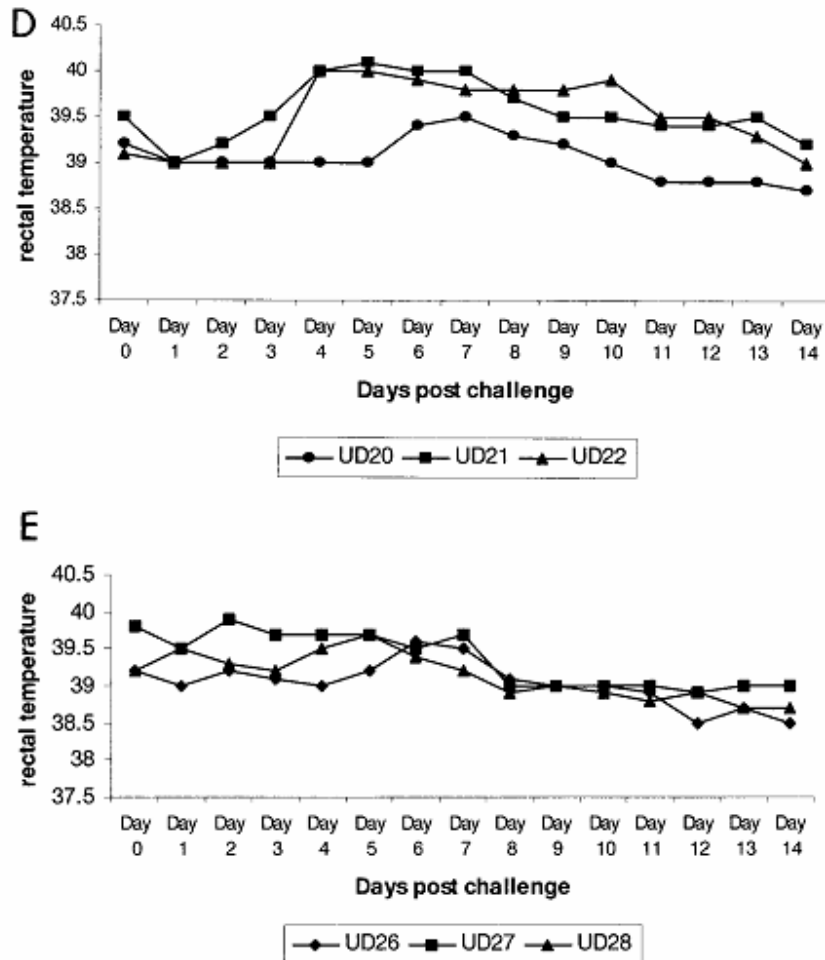 D
40.5
40
39.5
39
38.5
38
37.5
rectal temperature
Day Day Day Day Day Day Day Day Day Day Day Day Day Day Day
0 1 2 3 4 5 6 7 8 9 10 11 12 13 14
Days post challenge
UD20 UD21 UD22
E
40.5
40
39.5
39
38.5
38
37.5
rectal temperature
Day Day Day Day Day Day Day Day Day Day Day Day Day Day Day
0 1 2 3 4 5 6 7 8 9 10 11 12 13 14
Days post challenge
UD26 UD27 UD28